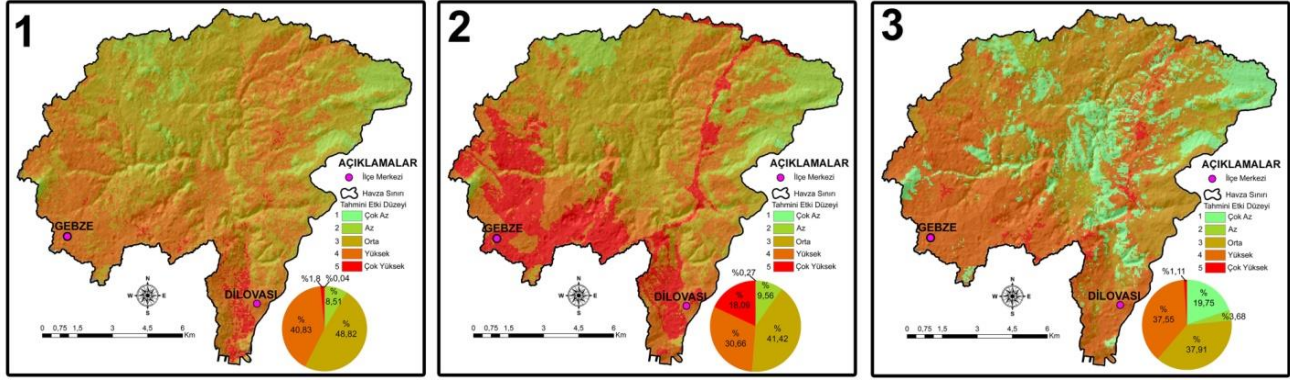 1
AÇIKLAMALAR
İlçe Merkezi
Havza Sınırı
Tahmini Etki Düzeyi
1 Çok Az
2 Az
3 Orta
4 Yüksek
5 Çok Yüksek
GEBZE
DİLOVASI
N
W E
S
0 0,75 1,5 3 4,5 6
Km
%1,8 %0,04
% 8,51
% 40,83
% 48,82
2
AÇIKLAMALAR
İlçe Merkezi
Havza Sınırı
Tahmini Etki Düzeyi
1 Çok Az
2 Az
3 Orta
4 Yüksek
5 Çok Yüksek
GEBZE
DİLOVASI
N
W E
S
0 0,75 1,5 3 4,5 6
Km
%0,27
% 9,56
% 18,09
% 30,66
% 41,42
3
AÇIKLAMALAR
İlçe Merkezi
Havza Sınırı
Tahmini Etki Düzeyi
1 Çok Az
2 Az
3 Orta
4 Yüksek
5 Çok Yüksek
GEBZE
DİLOVASI
N
W E
S
0 0,75 1,5 3 4,5 6
Km
%1,11
% 19,75
%3,68
% 37,55
% 37,91